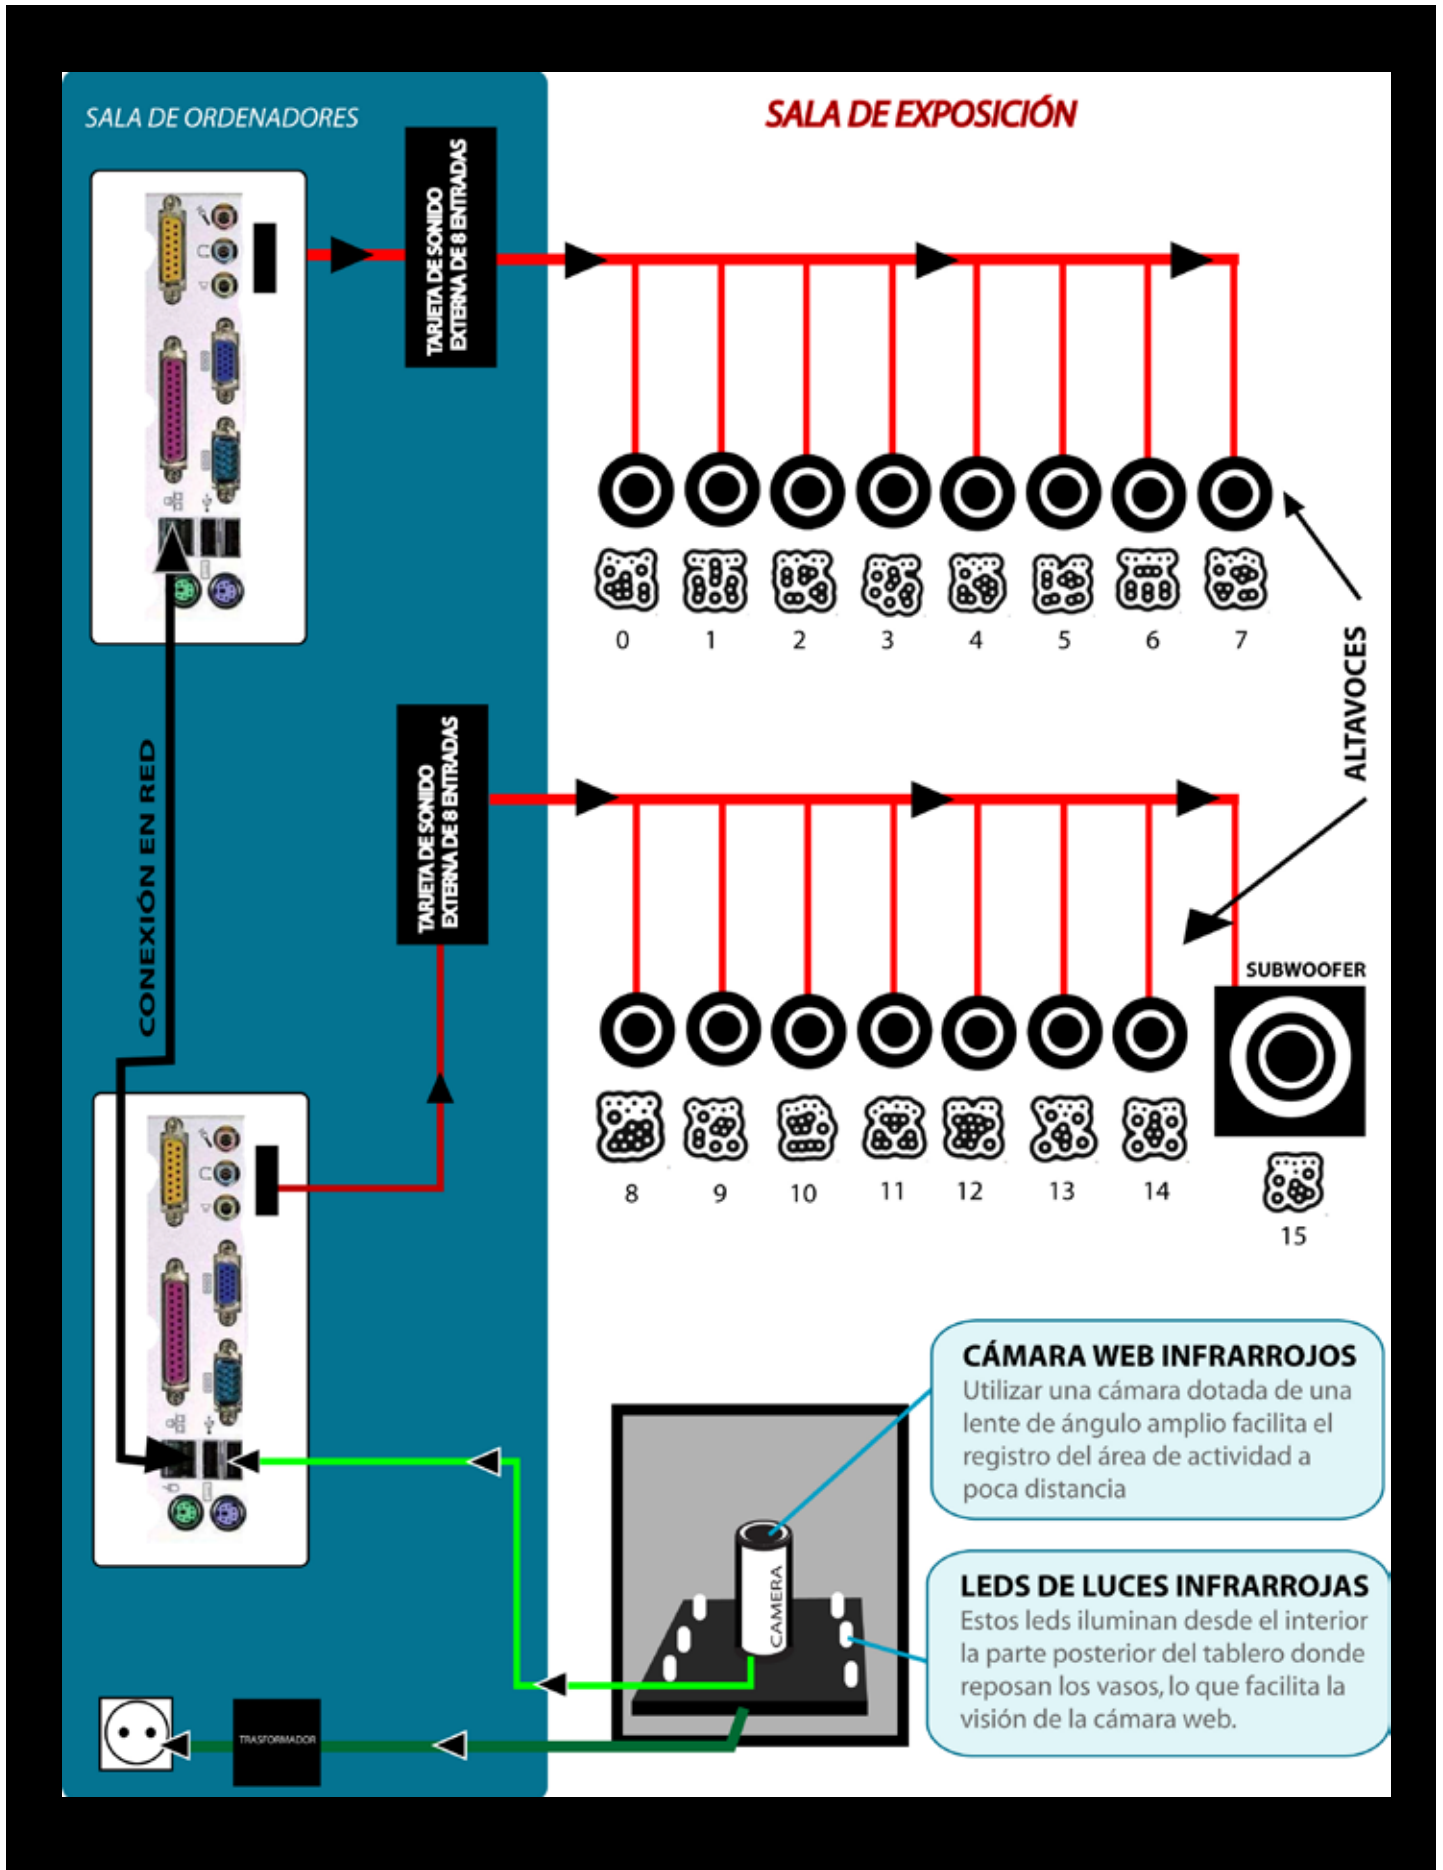 SALA DE ORDENADORES
SALA DE EXPOSICIÓN
TARJETA DE SONIDO
EXTERNA DE 8 ENTRADAS
0 1 2 3 4 5 6 7
ALTAVOCES
CONEXIÓN EN RED
TARJETA DE SONIDO
EXTERNA DE 8 ENTRADAS
SUBWOOFER
8 9 10 11 12 13 14
15
CÁMARA WEB INFRARROJOS
Utilizar una cámara dotada de una
lente de ángulo amplio facilita el
registro del área de actividad a
poca distancia
CAMERA
LEDS DE LUCES INFRARROJAS
Estos leds iluminan desde el interior
la parte posterior del tablero donde
reposan los vasos, lo que facilita la
visión de la cámara web.
TRASFORMADOR